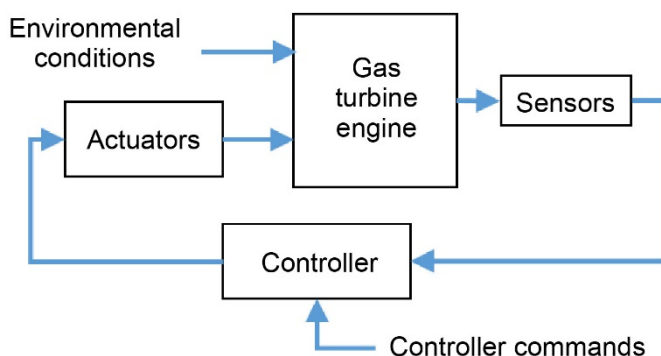 Environmental
conditions
Gas
turbine
engine
Sensors
Actuators
Controller
Controller commands